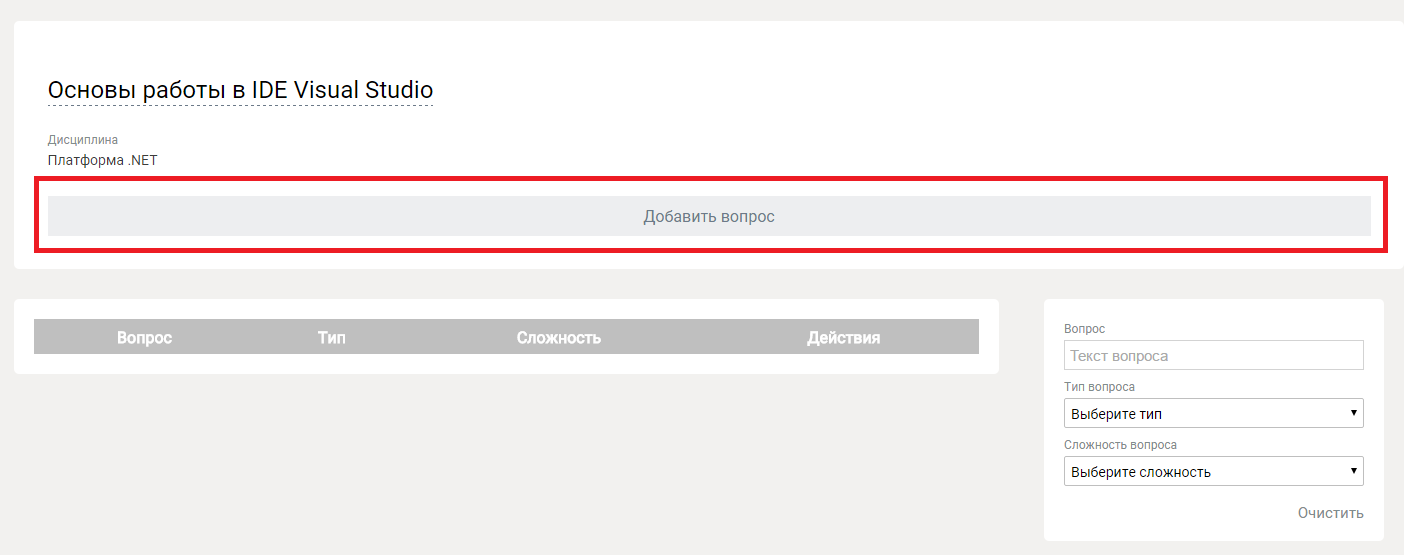 Основы работы в IDE Visual Studio
Дисциплина
Платформа .NET
Добавить вопрос
Вопрос Тип Сложность Действия
Вопрос
Текст вопроса
Тип вопроса
Выберите тип
Сложность вопроса
Выберите сложность
Очистить